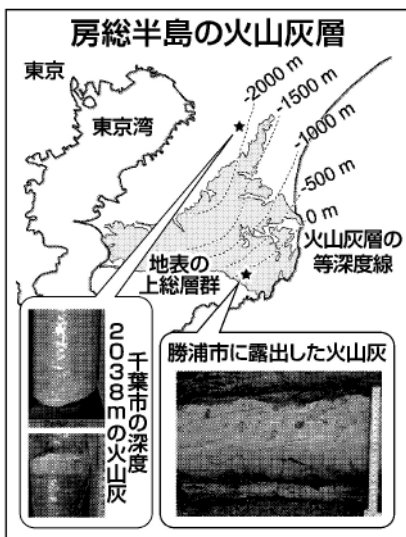 房総半島の火山灰層
東京
東京湾
-2000 m
-1500 m
-1000 m
-500 m
0 m
火山灰層の
等深度線
地表の
上総層群
千葉市の深度
2038mの火山灰
勝浦市に露出した火山灰